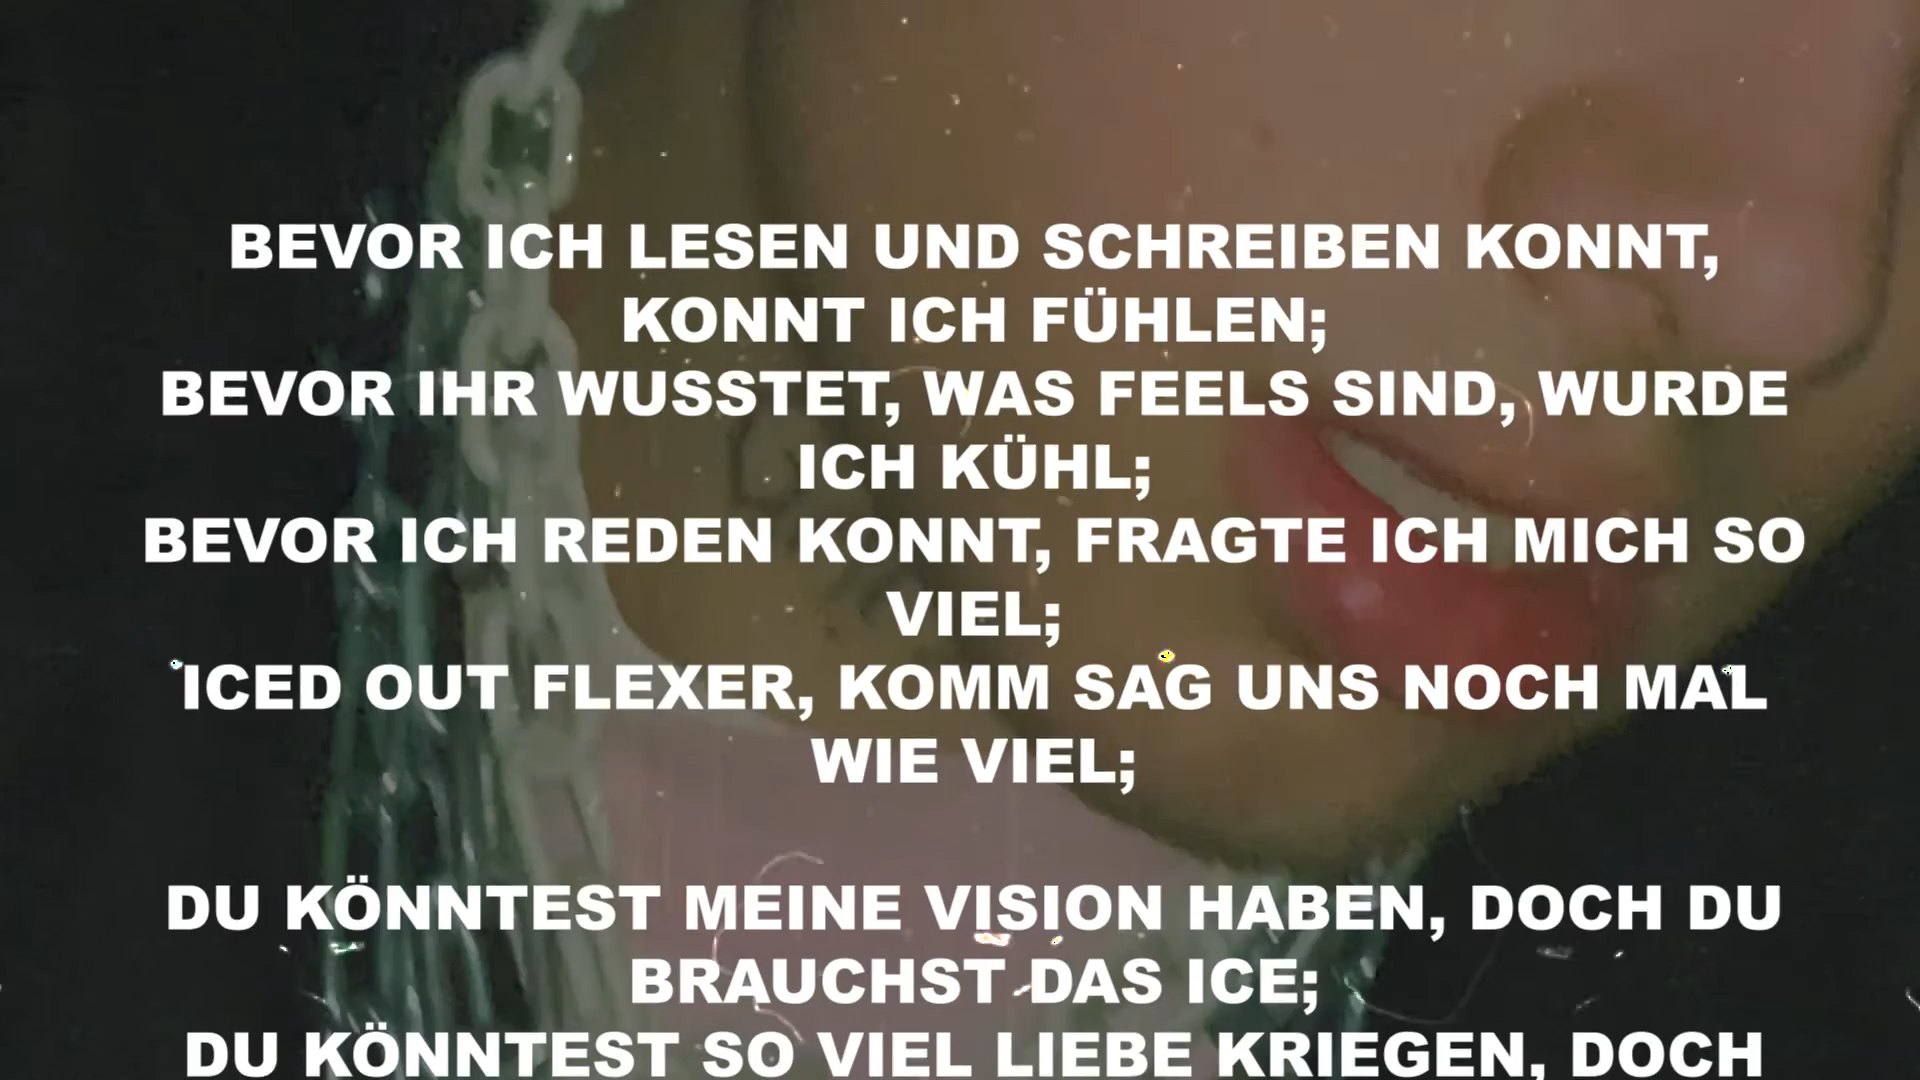 BEVOR ICH LESEN UND SCHREIBEN KONNT,
KONNT ICH FÜHLEN;
BEVOR IHR WUSSTET, WAS FEELS SIND, WURDE
ICH KÜHL;
BEVOR ICH REDEN KONNT, FRAGTE ICH MICH SO
VIEL;
ICED OUT FLEXER, KOMM SAG UNS NOCH MAL
WIE VIEL;
DU KÖNNTEST MEINE VISION HABEN, DOCH DU
BRAUCHST DAS ICE;
DU KÖNNTEST SO VIEL LIEBE KRIEGEN, DOCH